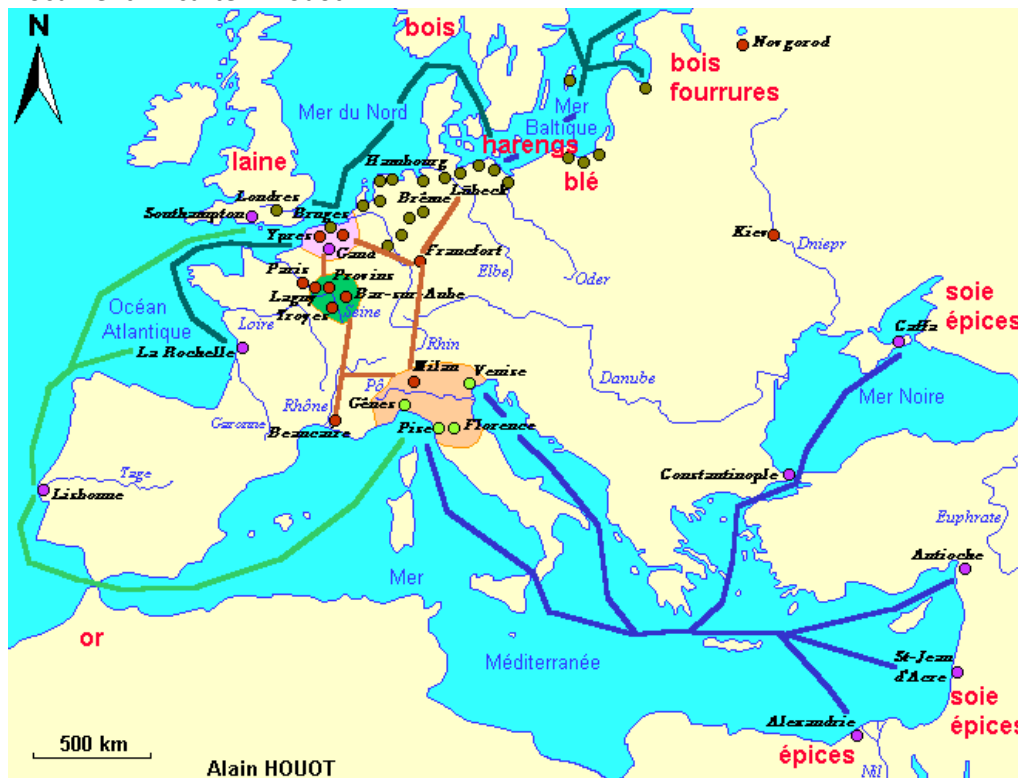 N
bois
Novgorod
bois
fourrures
Mer du Nord
Mer
Baltique
harengs
laine
Hambourg
blé
Londres
Brême
Lübeck
Southampton
Bruges
Ypres
Gand
Francfort
Kiev
Dniepr
Elbe
Oder
Paris
Provins
Lagny
Bar-sur-Aube
Troyes
Seine
soie
épices
Océan
Atlantique
Loire
Caffa
La Rochelle
Rhin
Milan
Venise
Danube
Pô
Mer Noire
Rhône
Gênes
Garonne
Beaucaire
Pise
Florence
Tage
Lisbonne
Constantinople
Euphrate
Antioche
Mer
or
Méditerranée
St-Jean
d'Acre
soie
épices
500 km
Alexandrie
épices
Nil
Alain HOUOT